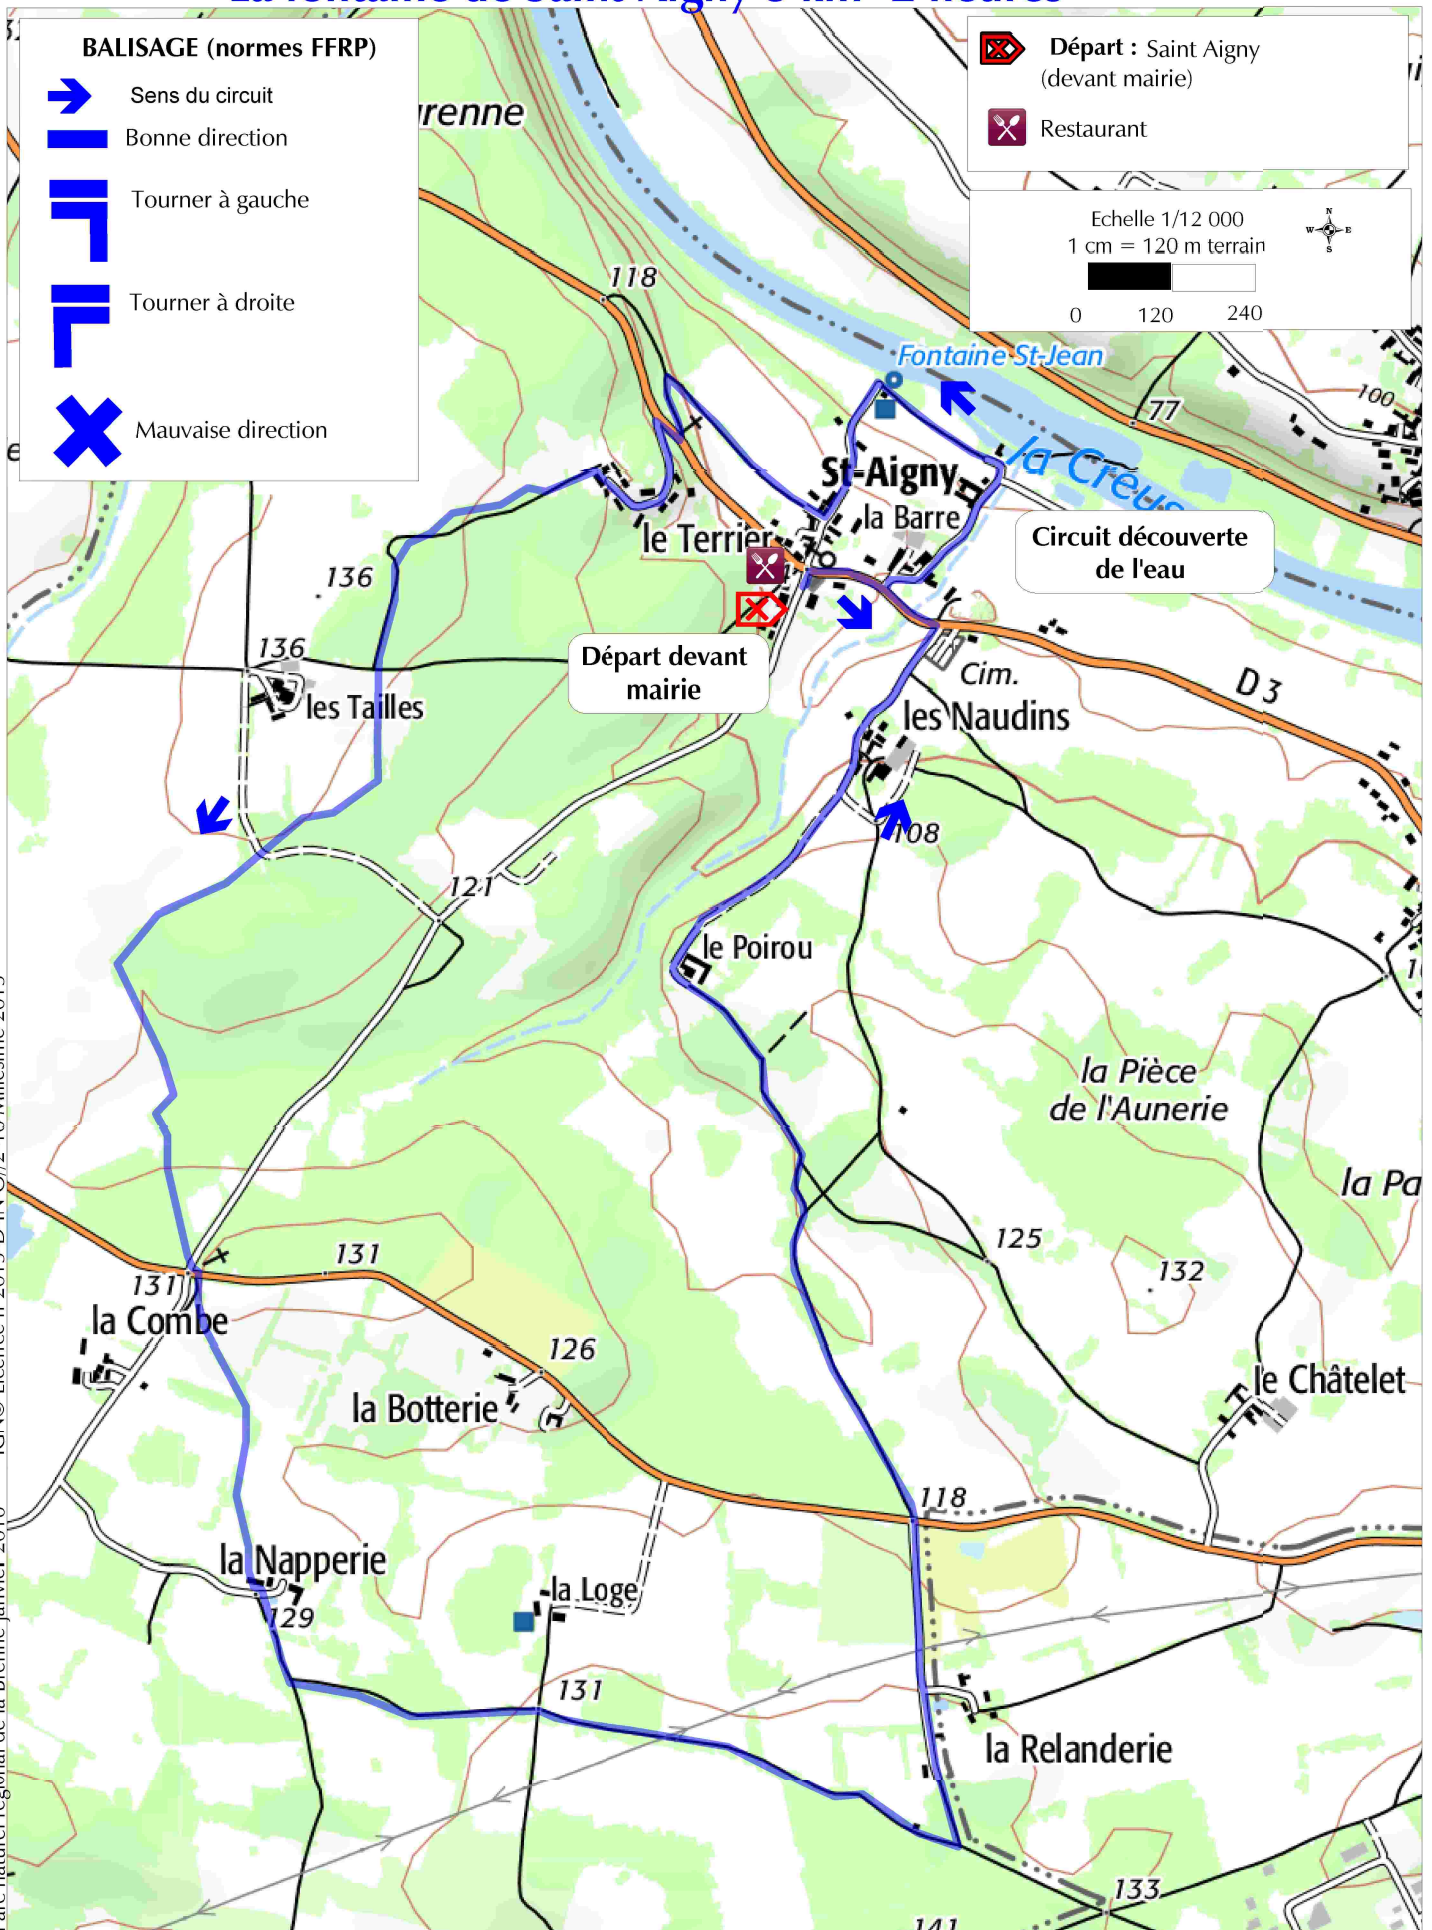 BALISAGE (normes FFRP)
Sens du circuit
Bonne direction
Tourner à gauche
Tourner à droite
Mauvaise direction
Départ : Saint Aigny
(devant mairie)
Restaurant
Echelle 1/12 000
1 cm = 120 m terrain
N
W E
S
0 120 240
118
Fontaine St-Jean
77
100
la Creuse
St-Aigny
la Barre
le Terrier
Circuit découverte
de l'eau
136
136
les Tailles
Départ devant
mairie
Cim.
D 3
les Naudins
108
121
le Poirou
la Pièce
de l'Aunerie
la Pa
125
132
131
131
la Combe
126
la Botterie
le Châtelet
118
la Napperie
129
la Loge
131
la Relanderie
133
141